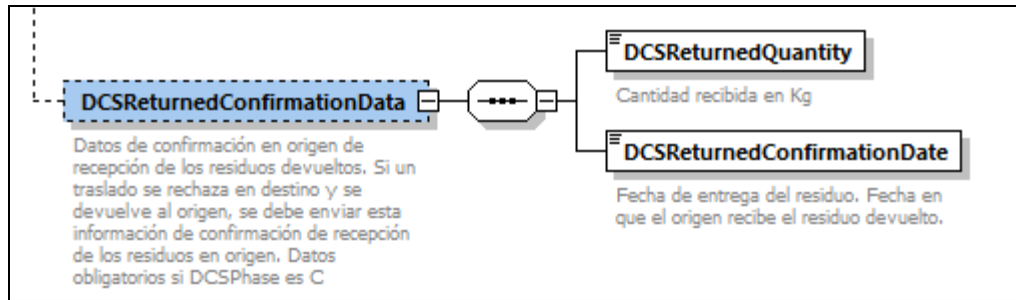 DCSReturnedQuantity
Cantidad recibida en Kg
DCSReturnedConfirmationData
Datos de confirmación en origen de
recepción de los residuos devueltos. Si un
traslado se rechaza en destino y se
devuelve al origen, se debe enviar esta
información de confirmación de recepción
de los residuos en origen. Datos
obligatorios si DCSPhase es C
DCSReturnedConfirmationDate
Fecha de entrega del residuo. Fecha en
que el origen recibe el residuo devuelto.